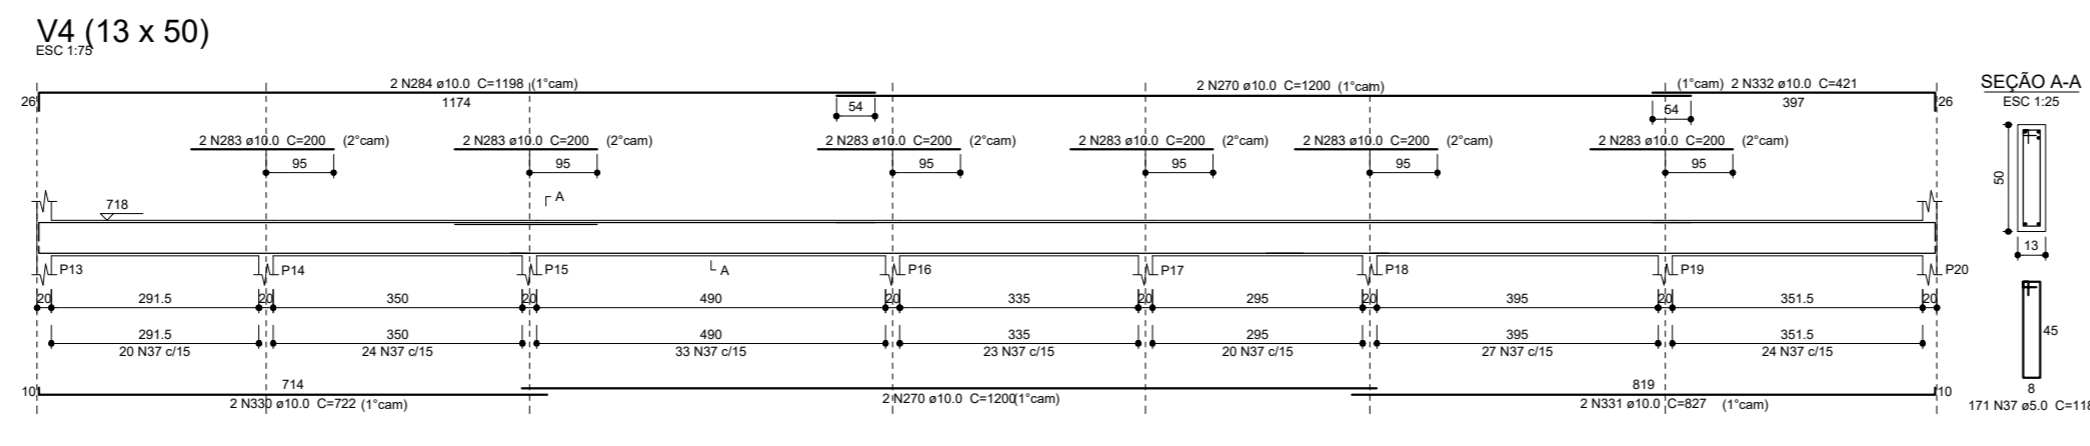 V4 (13 x 50)
ESC 1:75
2 N284 ø10.0 C=1198 (1°cam)
2 N270 ø10.0 C=1200 (1°cam)
(1°cam) 2 N332 ø10.0 C=421
SEÇÃO A-A
ESC 1:25
26
1174
54
54
397
26
2 N283 ø10.0 C=200 (2°cam)
2 N283 ø10.0 C=200 (2°cam)
2 N283 ø10.0 C=200 (2°cam)
2 N283 ø10.0 C=200 (2°cam)
2 N283 ø10.0 C=200 (2°cam)
2 N283 ø10.0 C=200 (2°cam)
95
95
95
95
95
95
50
13
718
A
A
P13
P14
P15
P16
P17
P18
P19
P20
20
291.5
20
350
20
490
20
335
20
295
20
395
20
351.5
20
291.5
350
490
335
295
395
351.5
20 N37 c/15
24 N37 c/15
33 N37 c/15
23 N37 c/15
20 N37 c/15
27 N37 c/15
24 N37 c/15
45
8
171 N37 ø5.0 C=118
10
714
2 N330 ø10.0 C=722 (1°cam)
2 N270 ø10.0 C=1200 (1°cam)
819
2 N331 ø10.0 C=827 (1°cam)
10